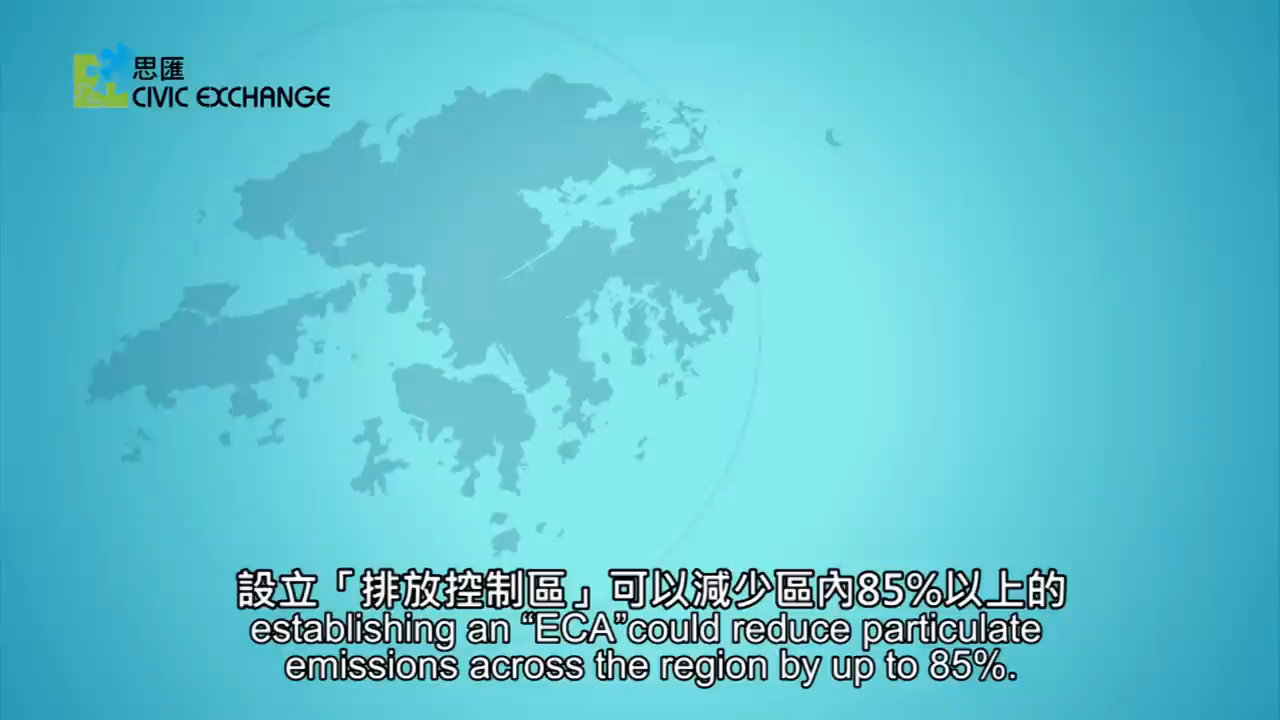 思匯
CIVIC EXCHANGE
設立「排放控制區」可以減少區內85%以上的
establishing an “ECA”could reduce particulate
emissions across the region by up to 85%.